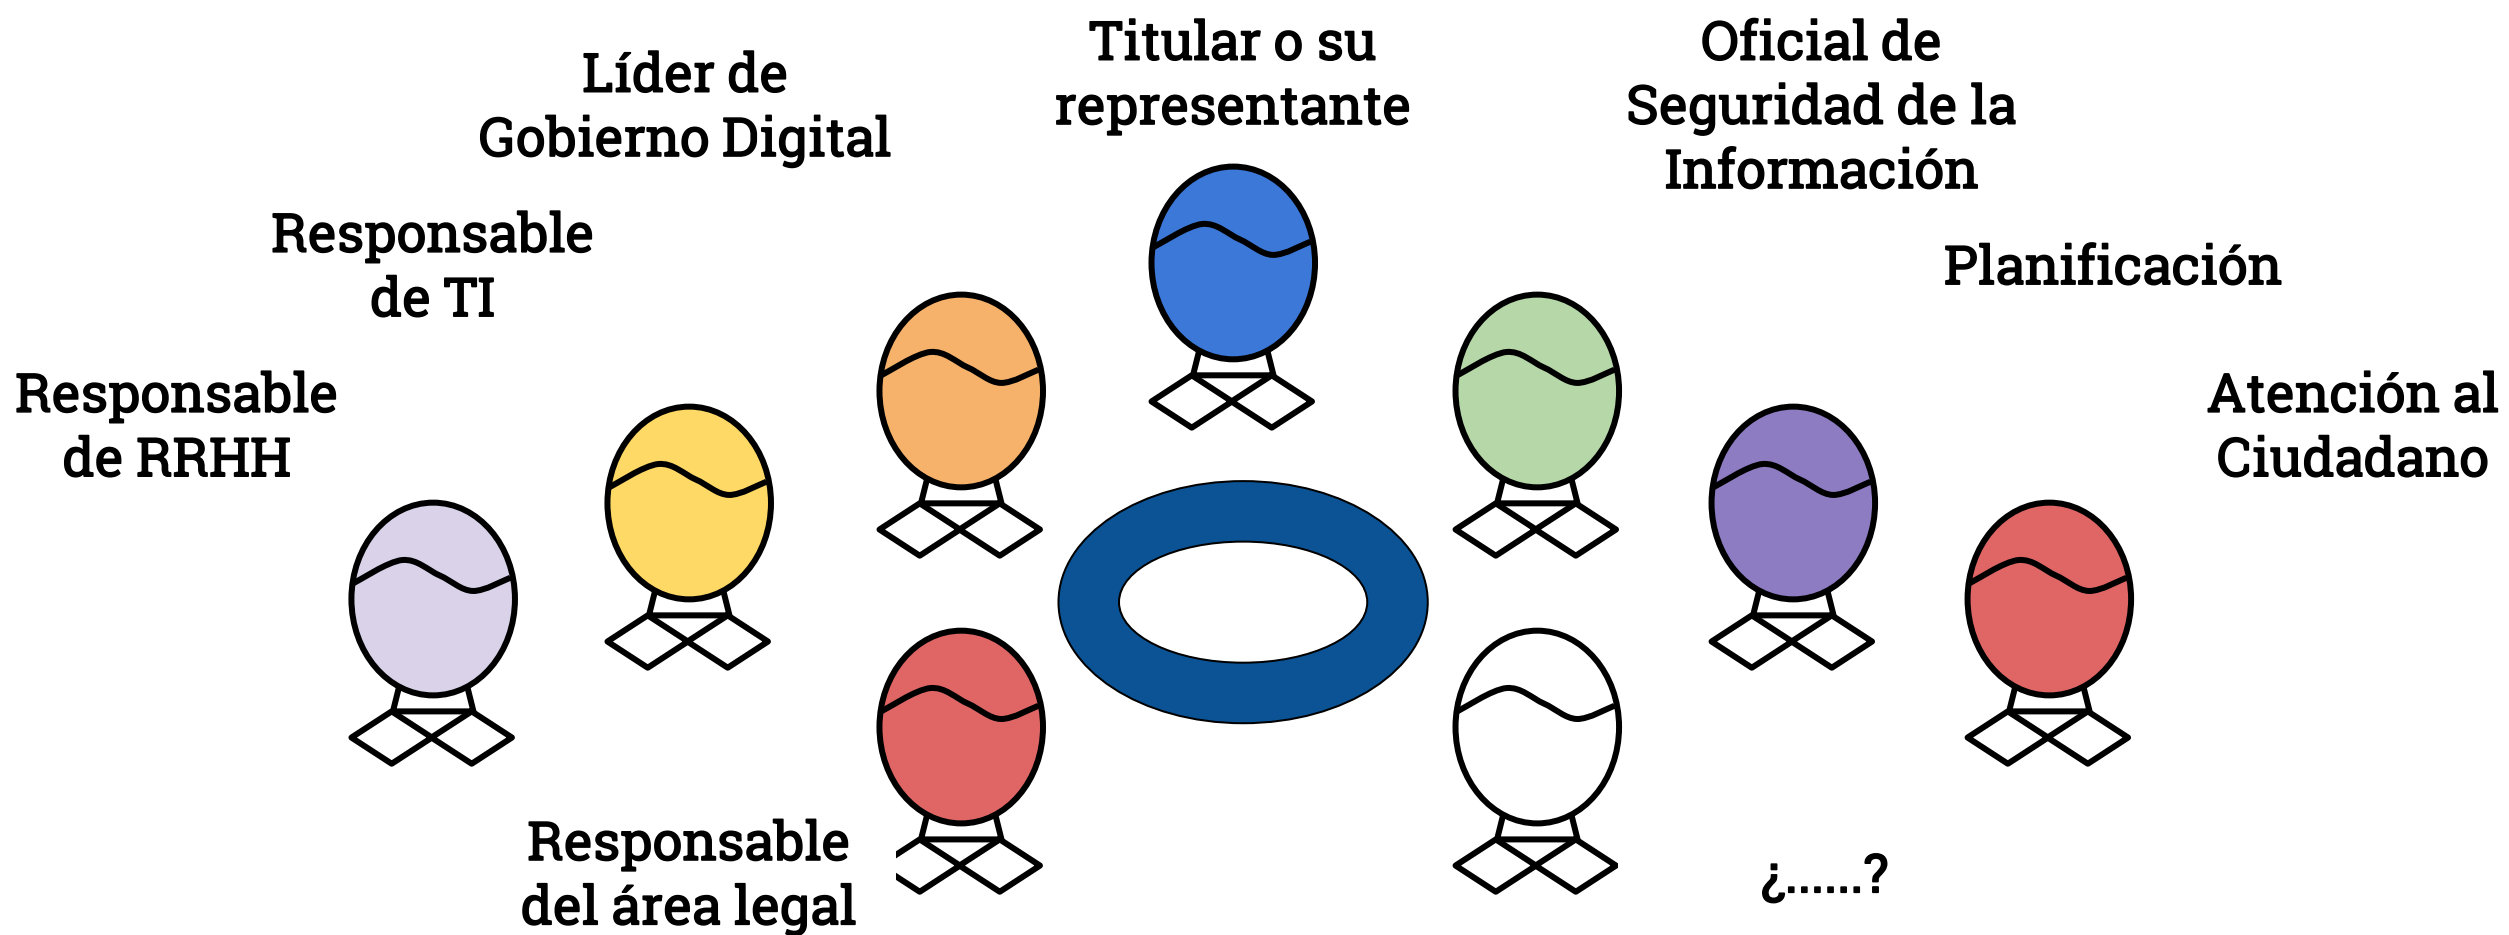 Líder de
Gobierno Digital
Titular o su
representante
Oficial de
Seguridad de la
Información
Responsable
de TI
Planificación
Responsable
de RRHH
Atención al
Ciudadano
Responsable
del área legal
¿......?